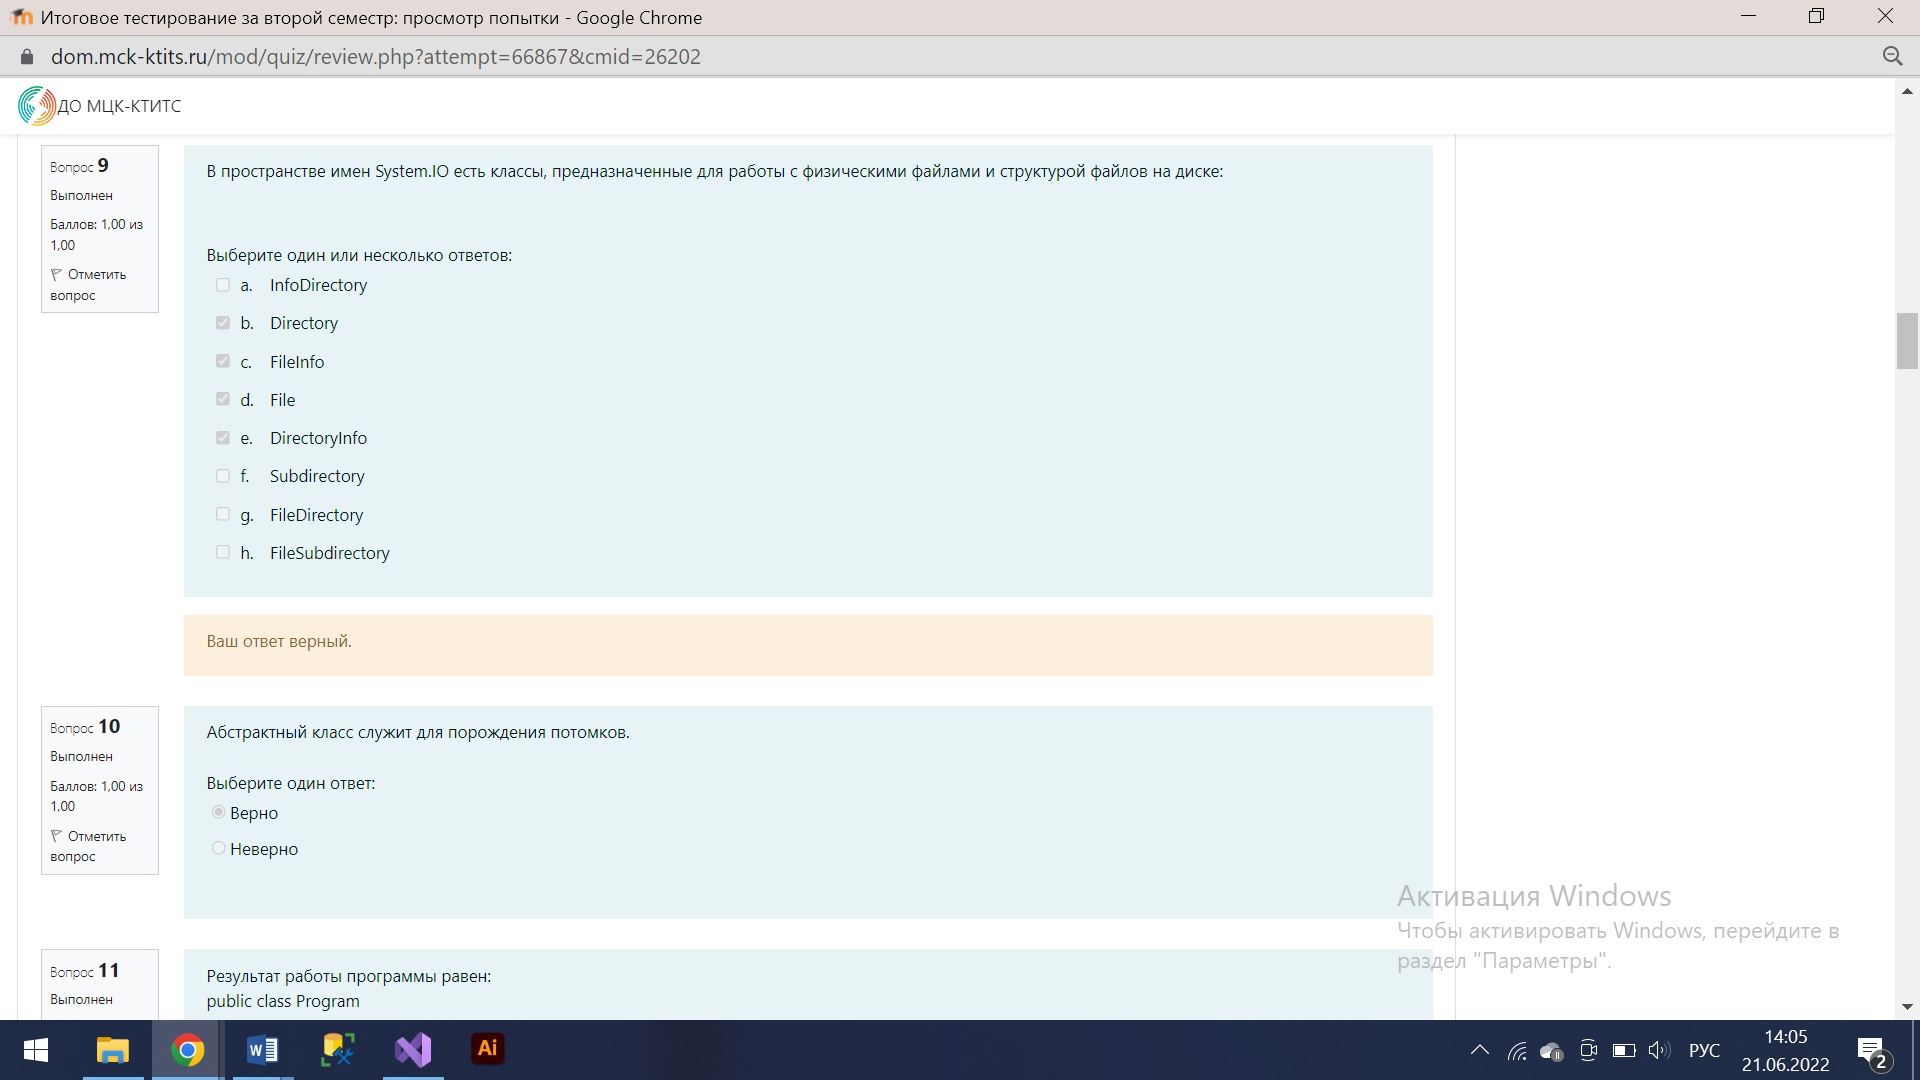 Итоговое тестирование за второй семестр: просмотр попытки - Google Chrome
dom.mck-ktits.ru/mod/quiz/review.php?attempt=66867&cmid=26202
ДО МЦК-КТИТС
Вопрос 9
Выполнен
Баллов: 1,00 из
1,00
Отметить
вопрос
В пространстве имен System.IO есть классы, предназначенные для работы с физическими файлами и структурой файлов на диске:
Выберите один или несколько ответов:
a. InfoDirectory
b. Directory
c. FileInfo
d. File
e. DirectoryInfo
f. Subdirectory
g. FileDirectory
h. FileSubdirectory
Ваш ответ верный.
Вопрос 10
Выполнен
Баллов: 1,00 из
1,00
Отметить
вопрос
Абстрактный класс служит для порождения потомков.
Выберите один ответ:
Верно
Неверно
Вопрос 11
Выполнен
Результат работы программы равен:
public class Program
Активация Windows
Чтобы активировать Windows, перейдите в
раздел "Параметры".
Ai
РУС
14:05
21.06.2022
2